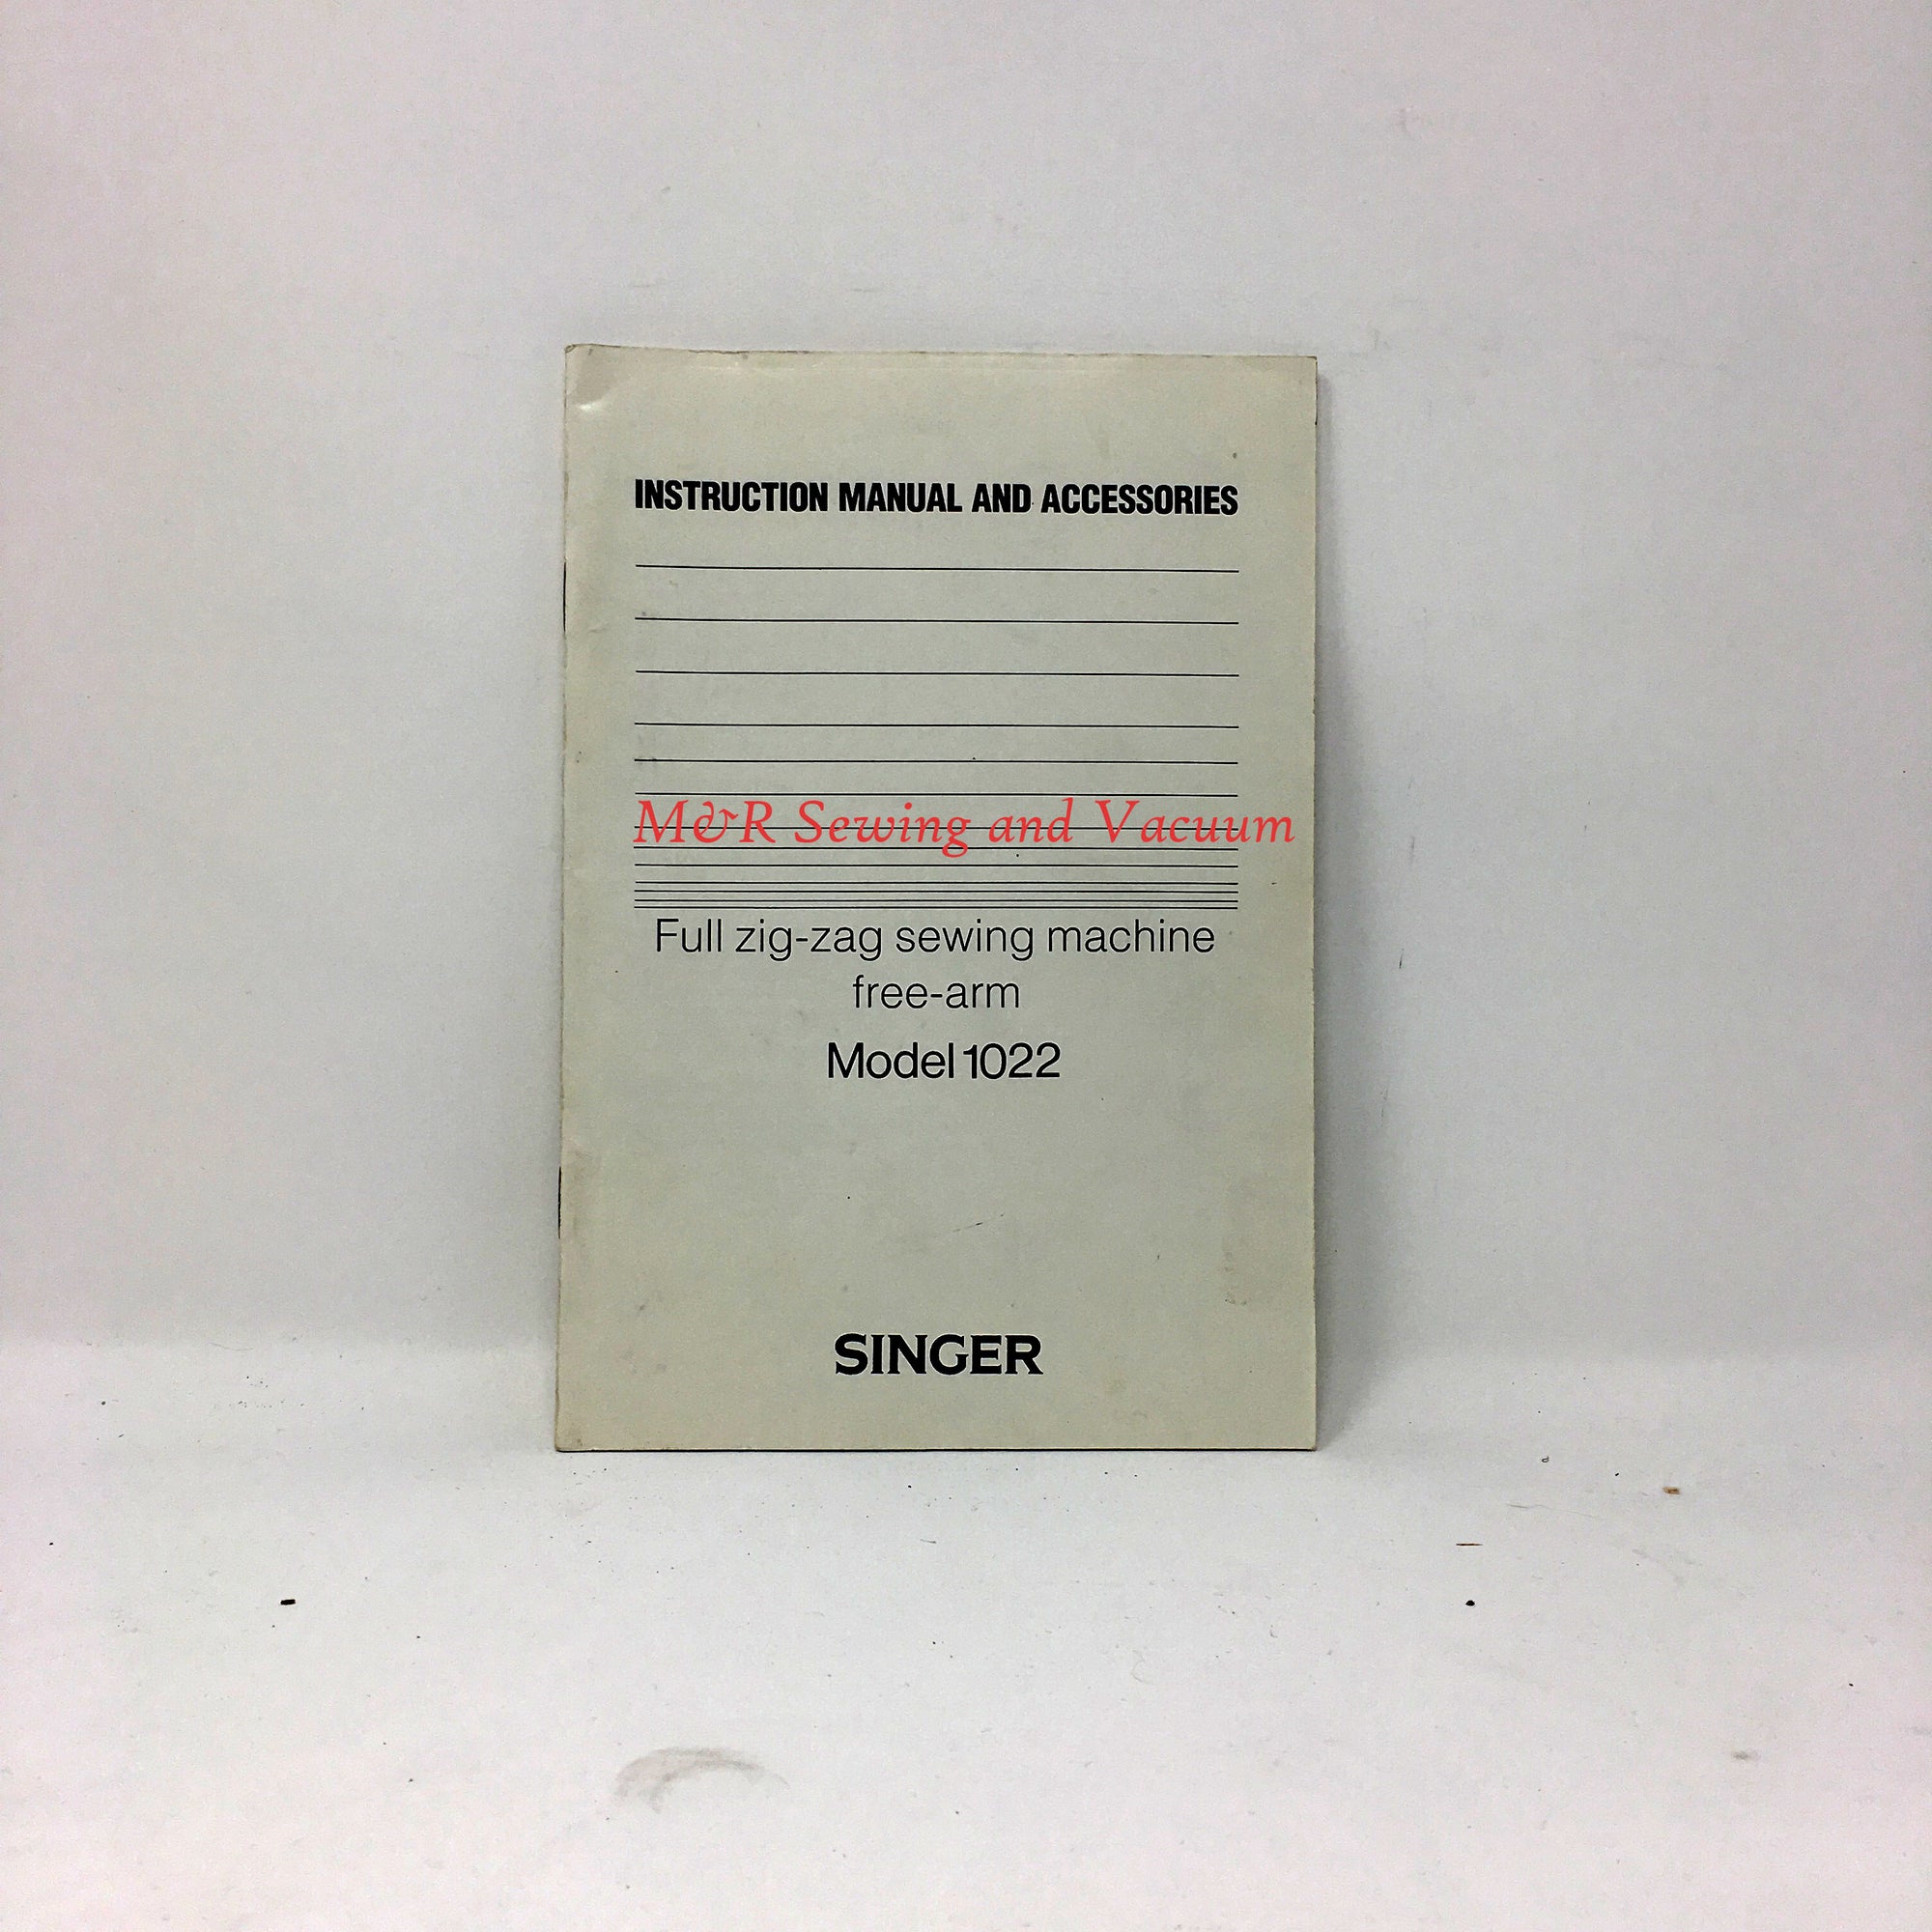 INSTRUCTION MANUAL AND ACCESSORIES
M&R Sewing and Vacuum
Full zig-zag sewing machine
free-arm
Model 1022
SINGER